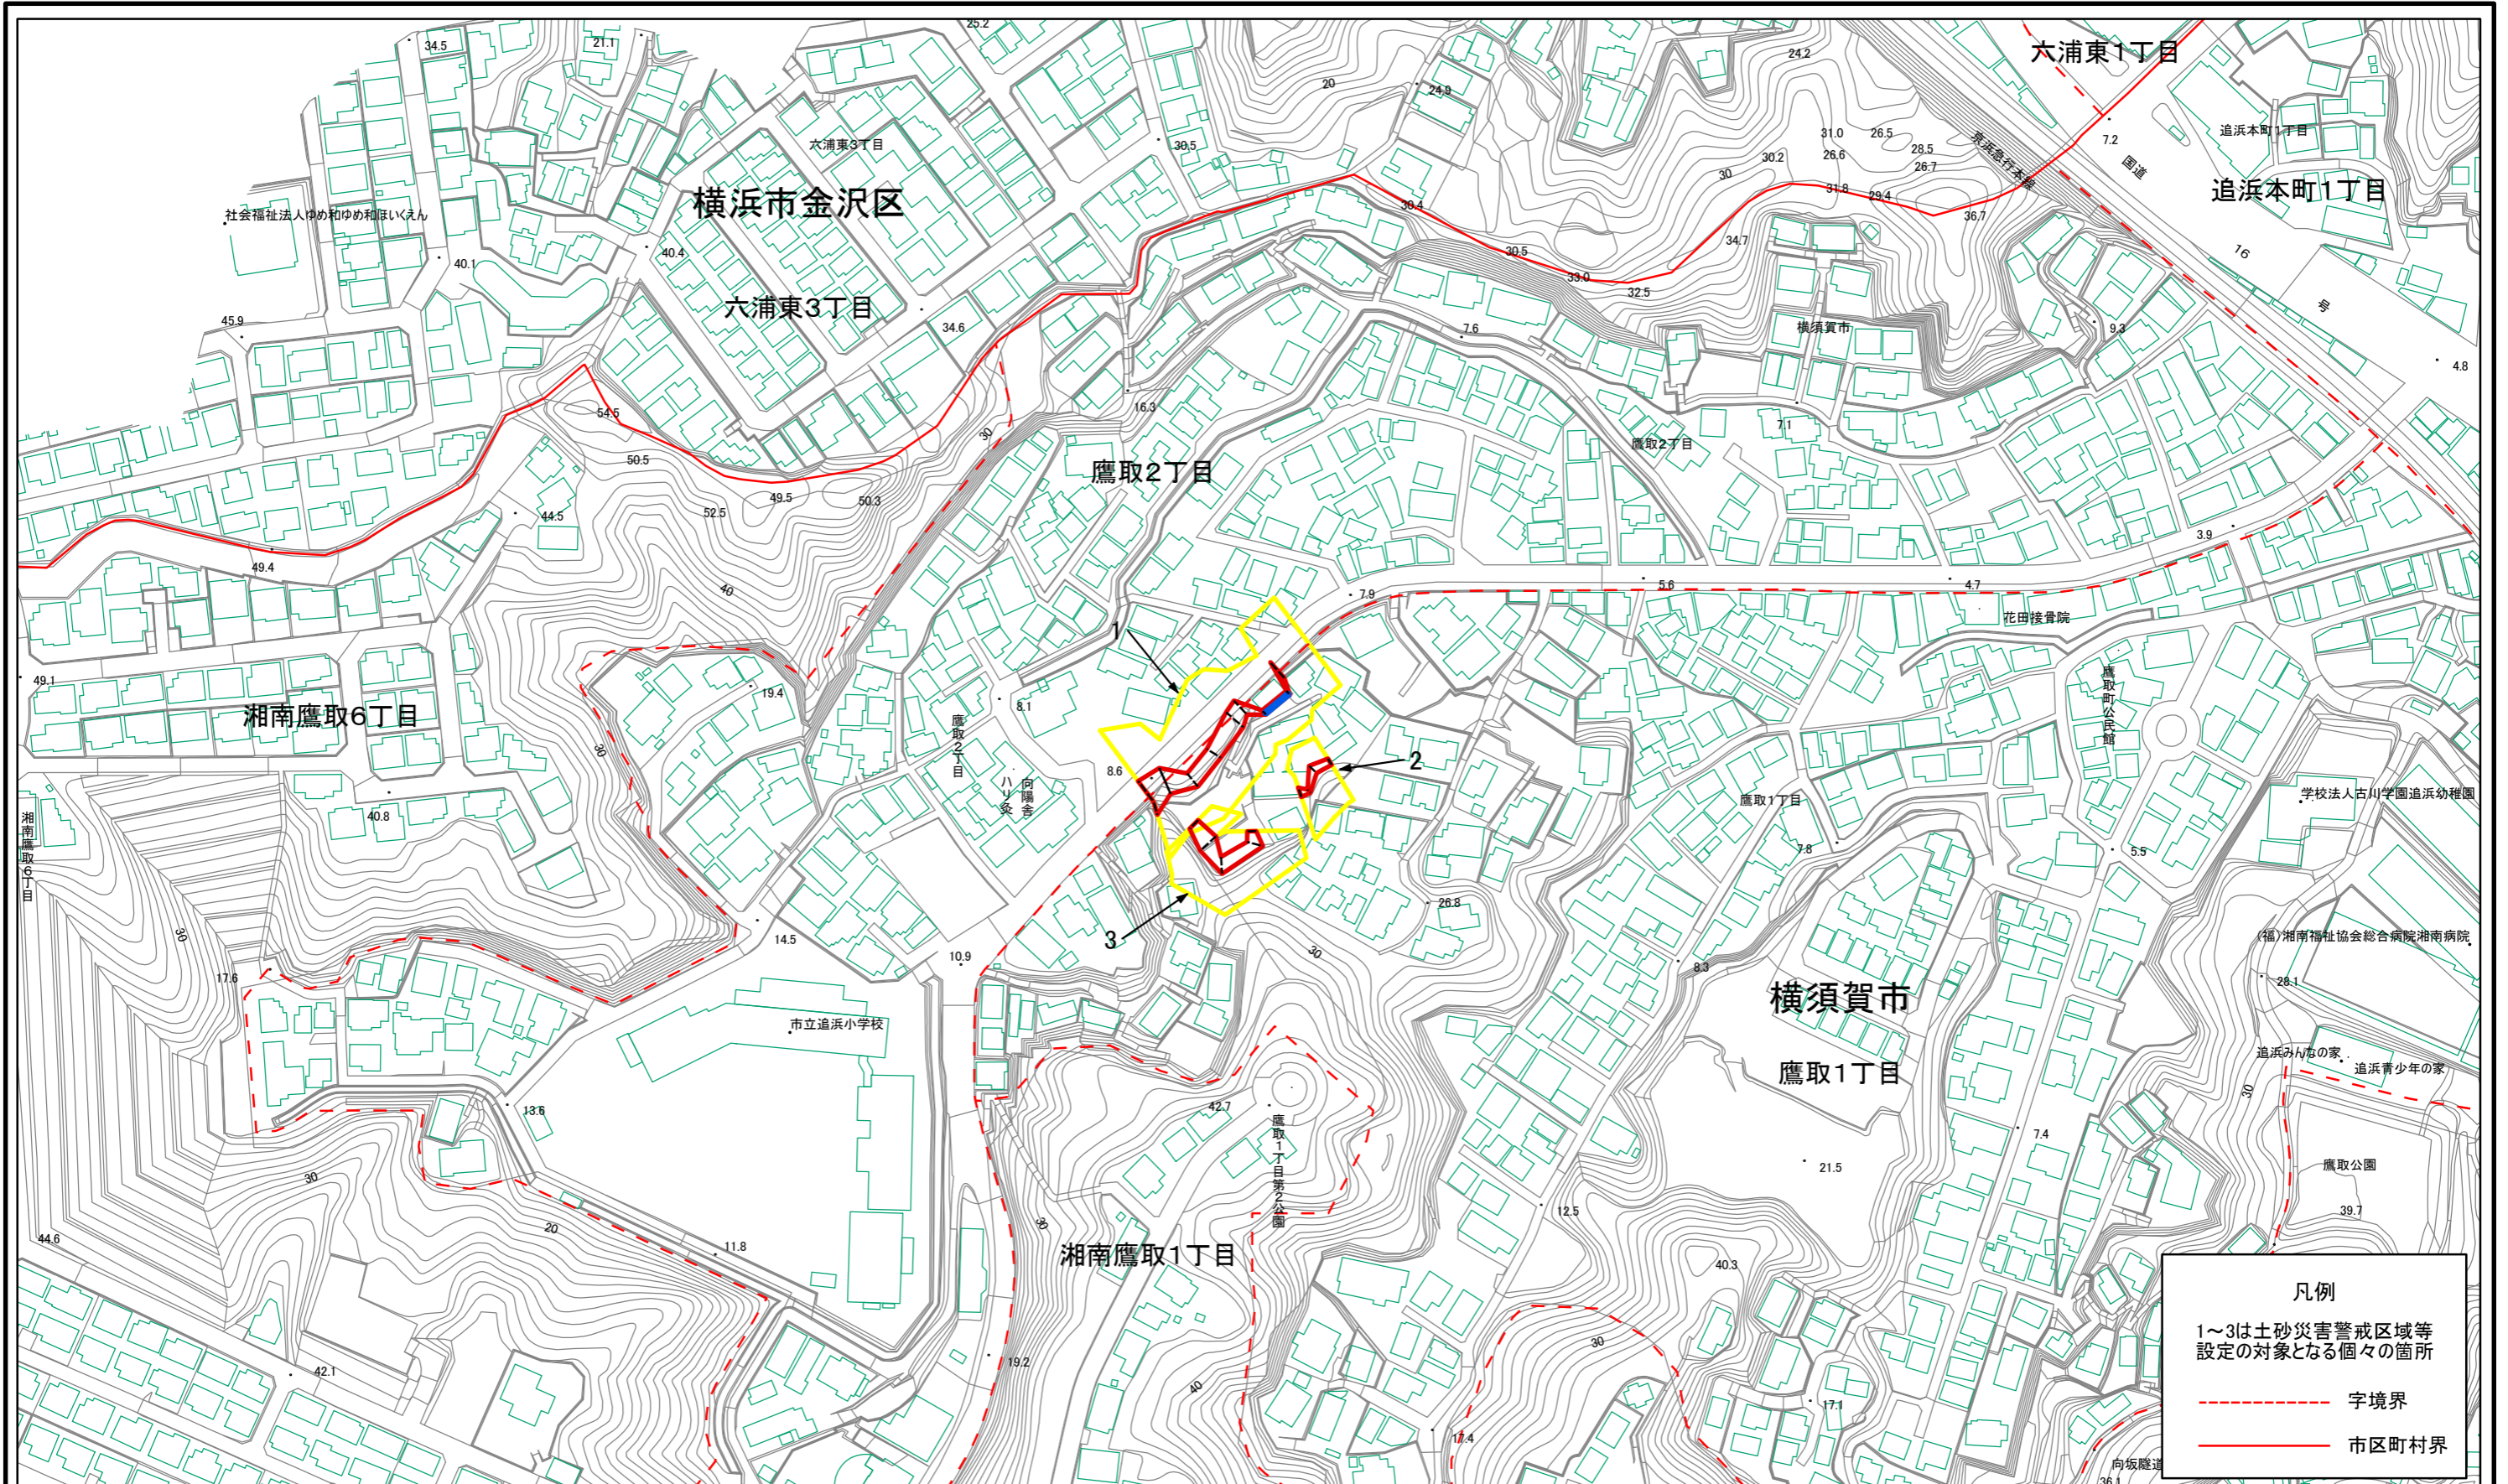 25.2
34.5
21.1
24.2
六浦東1丁目
20
24.9
六浦東3丁目
30.5
31.0
26.5
28.5
26.7
26.6
30.2
30
京浜急行本線
7.2
国道
追浜本町1丁目
追浜本町1丁目
横浜市金沢区
社会福祉法人ゆめ和ゆめ和ほいくえん
30.4
31.8
29.4
36.7
40.4
40.1
30.5
34.7
16
33.0
32.5
号
六浦東3丁目
45.9
34.6
7.6
横須賀市
9.3
4.8
54.5
16.3
30
7.1
鷹取2丁目
50.5
鷹取2丁目
49.5
50.3
52.5
44.5
3.9
49.4
40
7.9
5.6
4.7
花田接骨院
1
49.1
19.4
湘南鷹取6丁目
8.1
鷹取2丁目
鷹取町公民館
30
8.6
2
向陽舎
ハリ灸
鷹取1丁目
学校法人古川学園追浜幼稚園
40.8
湘南鷹取6丁目
7.8
5.5
26.8
30
14.5
3
30
(福)湘南福祉協会総合病院湘南病院
10.9
17.6
8.3
28.1
横須賀市
市立追浜小学校
追浜みんなの家
追浜青少年の家
鷹取1丁目
30
13.6
42.7
鷹取1丁目第2公園
7.4
21.5
鷹取公園
30
20
12.5
39.7
44.6
30
11.8
湘南鷹取1丁目
40.3
凡例
1～3は土砂災害警戒区域等
設定の対象となる個々の箇所
字境界
市区町村界
30
19.2
42.1
40
17.1
17.4
向坂隧道
36.1